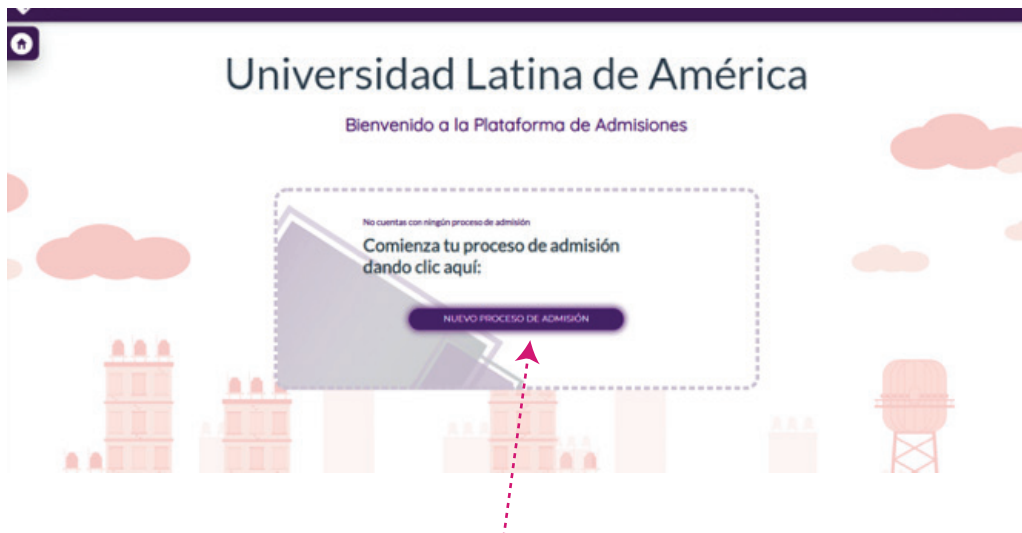 Universidad Latina de América
Bienvenido a la Plataforma de Admisiones
No cuentas con ningún proceso de admisión
Comienza tu proceso de admisión
dando clic aquí:
NUEVO PROCESO DE ADMISIÓN